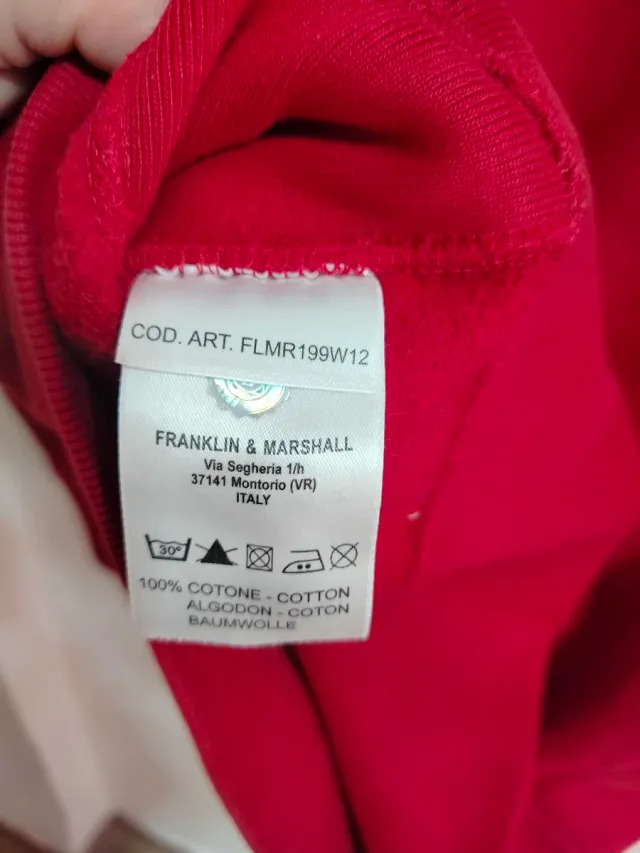 COD. ART. FLMR199W12
FRANKLIN & MARSHALL
Via Segheria 1/h
37141 Montorio (VR)
ITALY
30°
100% COTONE - COTTON
ALGODON - COTON
BAUMWOLLE